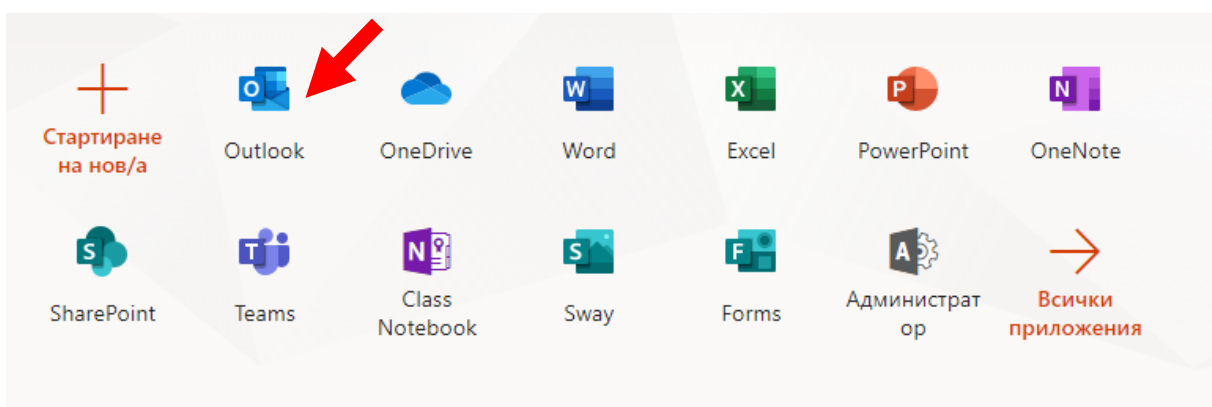 Стартиране
на нов/а
Outlook
OneDrive
Word
Excel
PowerPoint
OneNote
SharePoint
Teams
Class
Notebook
Sway
Forms
Администрат
ор
Всички
приложения